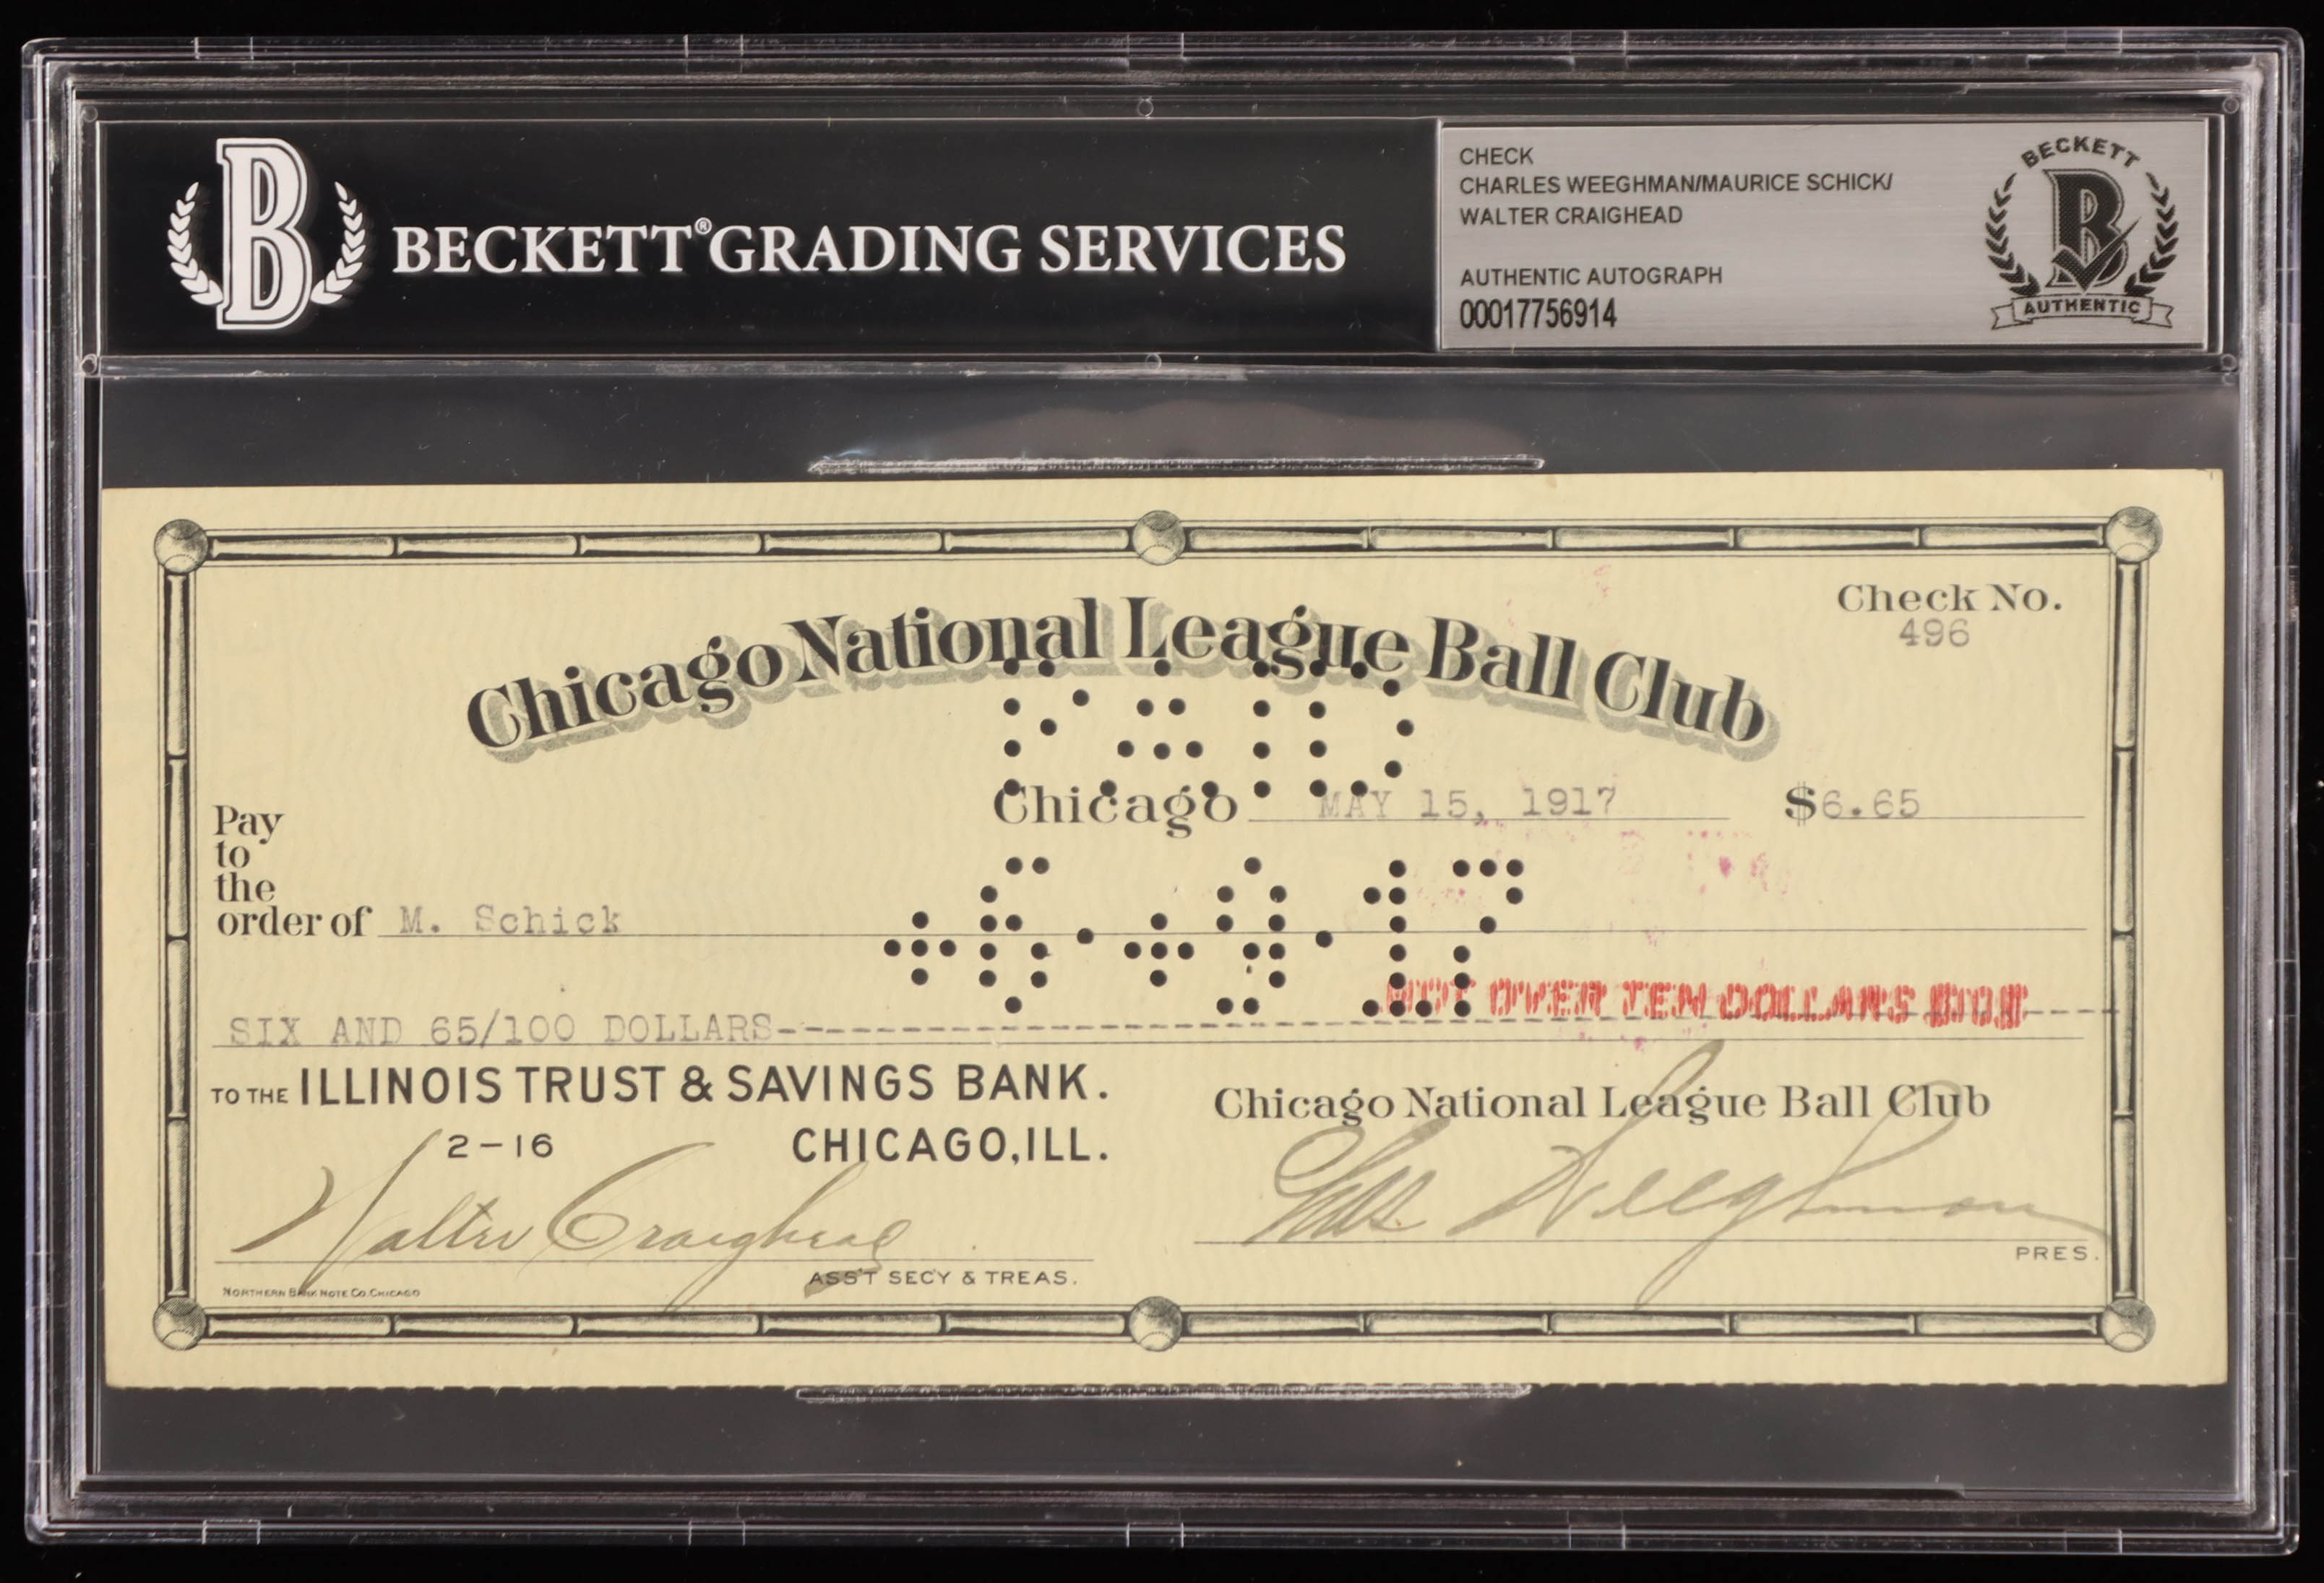 B BECKETT® GRADING SERVICES
CHECK
CHARLES WEEGHMAN/MAURICE SCHICK/
WALTER CRAIGHEAD
AUTHENTIC AUTOGRAPH
00017756914
BECKETT
B
AUTHENTIC
Check No.
496
Chicago National League Ball Club
PAID
Chicago MAY 15, 1917 $6.65
Pay
to
the
order of M. Schick
NOT OVER TEN DOLLARS $10$
SIX AND 65/100 DOLLARS
TO THE ILLINOIS TRUST & SAVINGS BANK.
2-16 CHICAGO, ILL.
Chicago National League Ball Club
Walter Craighead
ASS'T SEC'Y & TREAS.
Chas Weeghman
PRES.
NORTHERN BANK NOTE CO. CHICAGO